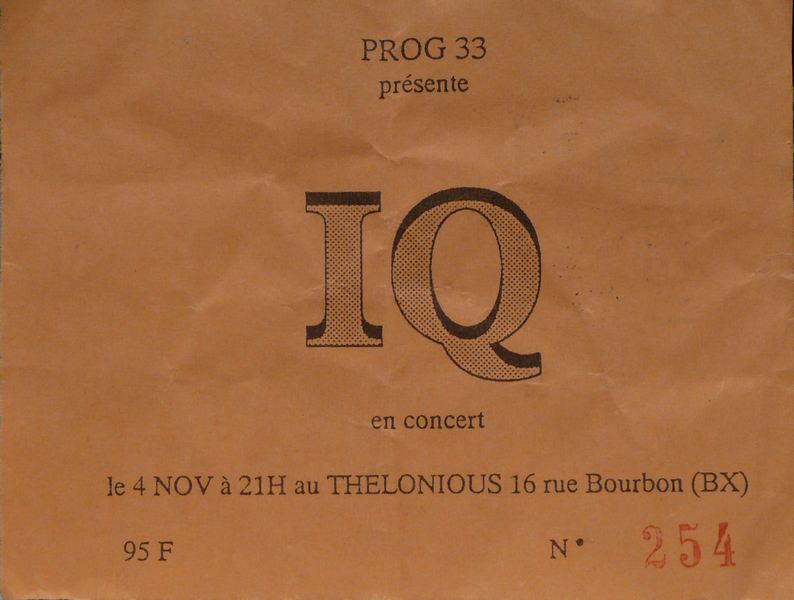 PROG 33
présente
IQ
en concert
le 4 NOV à 21H au THELONIOUS 16 rue Bourbon (BX)
95 F N° 254